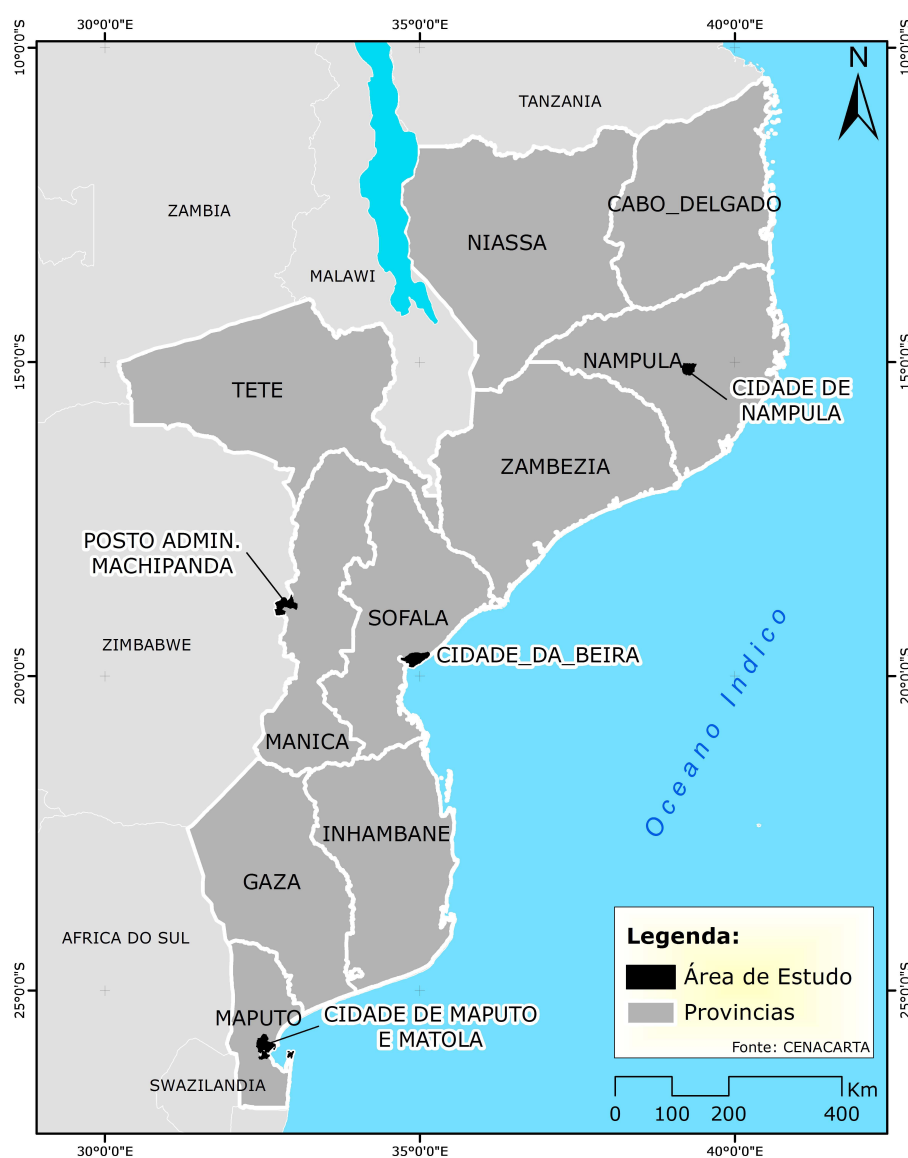 30°0'0"E
35°0'0"E
40°0'0"E
10°0'0"S
10°0'0"S
N
TANZANIA
ZAMBIA
CABO_DELGADO
NIASSA
MALAWI
15°0'0"S
15°0'0"S
NAMPULA
TETE
CIDADE DE
NAMPULA
ZAMBEZIA
POSTO ADMIN.
MACHIPANDA
SOFALA
ZIMBABWE
CIDADE_DA_BEIRA
20°0'0"S
20°0'0"S
Oceano Indico
MANICA
INHAMBANE
GAZA
AFRICA DO SUL
Legenda:
Área de Estudo
Provincias
Fonte: CENACARTA
25°0'0"S
25°0'0"S
MAPUTO
CIDADE DE MAPUTO
E MATOLA
SWAZILANDIA
Km
0 100 200 400
30°0'0"E
35°0'0"E
40°0'0"E